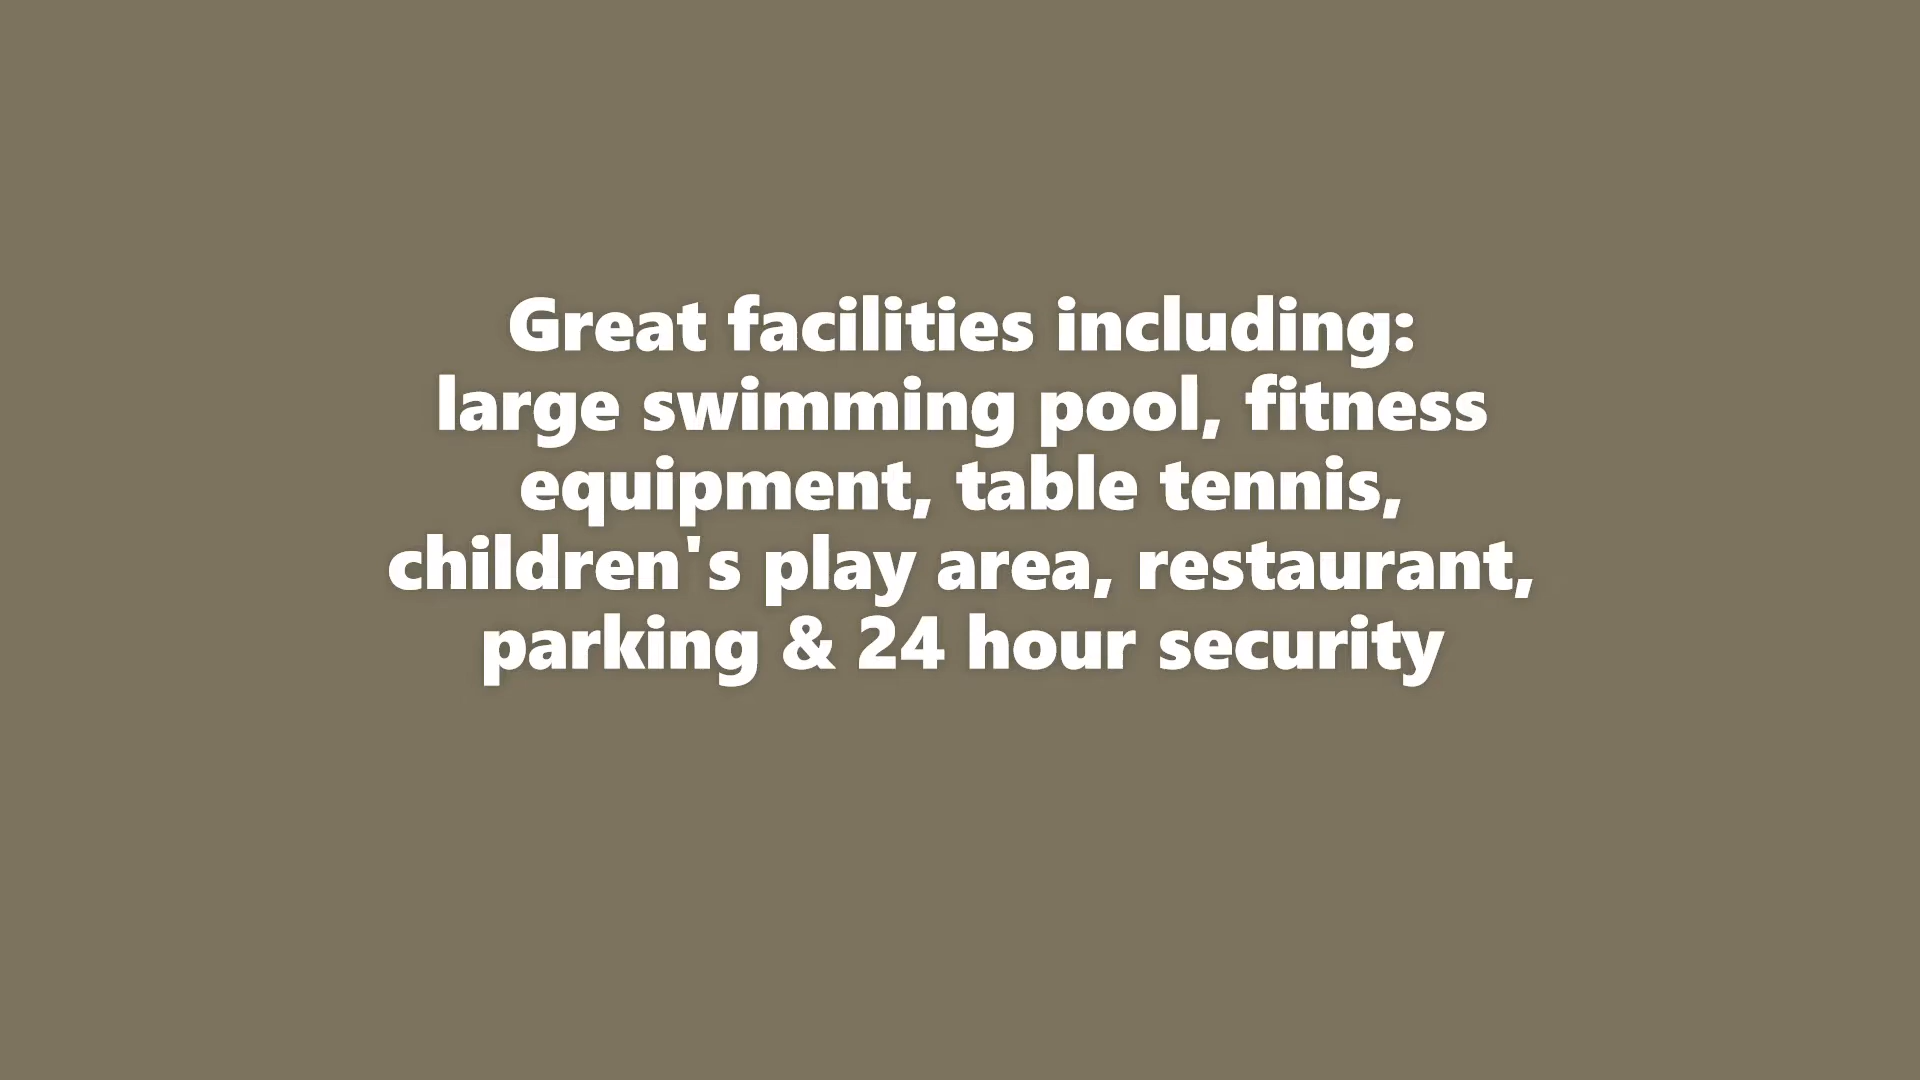 Great facilities including:
large swimming pool, fitness
equipment, table tennis,
children's play area, restaurant,
parking & 24 hour security